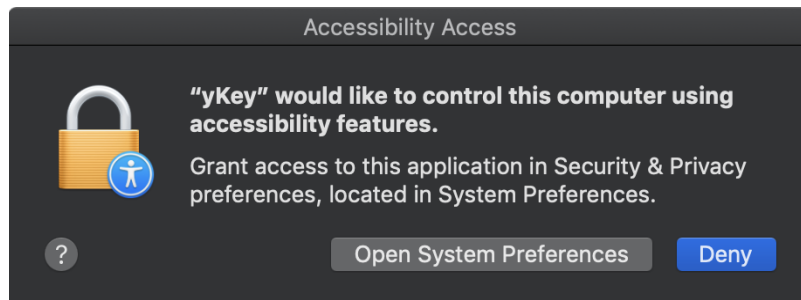 Accessibility Access
“yKey” would like to control this computer using
accessibility features.
Grant access to this application in Security & Privacy
preferences, located in System Preferences.
?
Open System Preferences
Deny